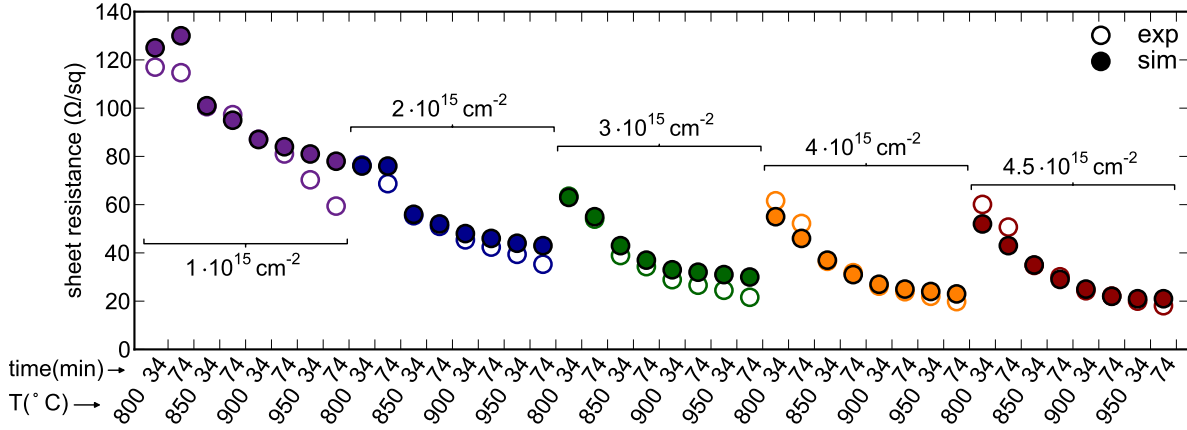 140
120
100
80
60
40
20
0
sheet resistance (Ω/sq)
exp
sim
1·10¹⁵ cm⁻²
2·10¹⁵ cm⁻²
3·10¹⁵ cm⁻²
4·10¹⁵ cm⁻²
4.5·10¹⁵ cm⁻²
time(min)→ 34 74 34 74 34 74 34 74 34 74 34 74 34 74 34 74 34 74 34 74 34 74 34 74 34 74 34 74 34 74 34 74 34 74 34 74 34 74 34 74
T(°C)→ 800 850 900 950 800 850 900 950 800 850 900 950 800 850 900 950 800 850 900 950